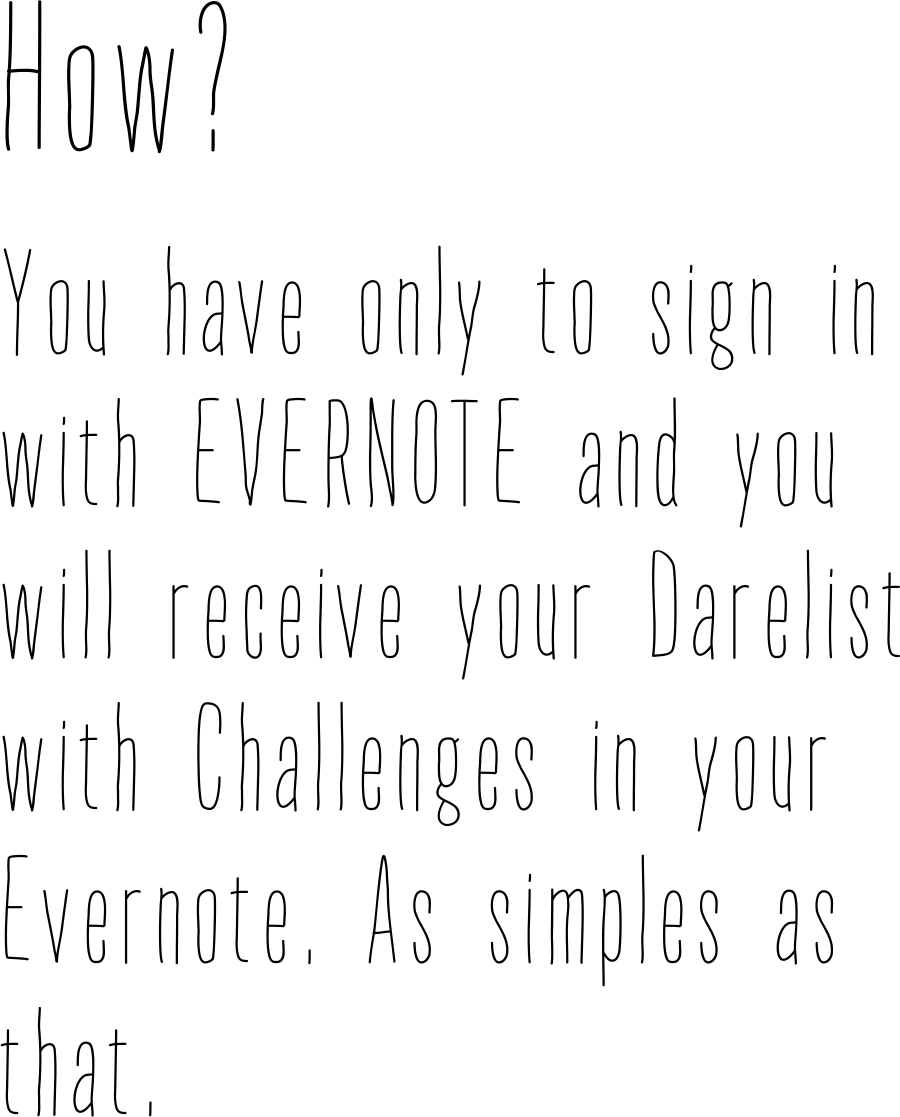 How?
You have only to sign in
with EVERNOTE and you
will receive your Darelist
with Challenges in your
Evernote. As simples as
that.